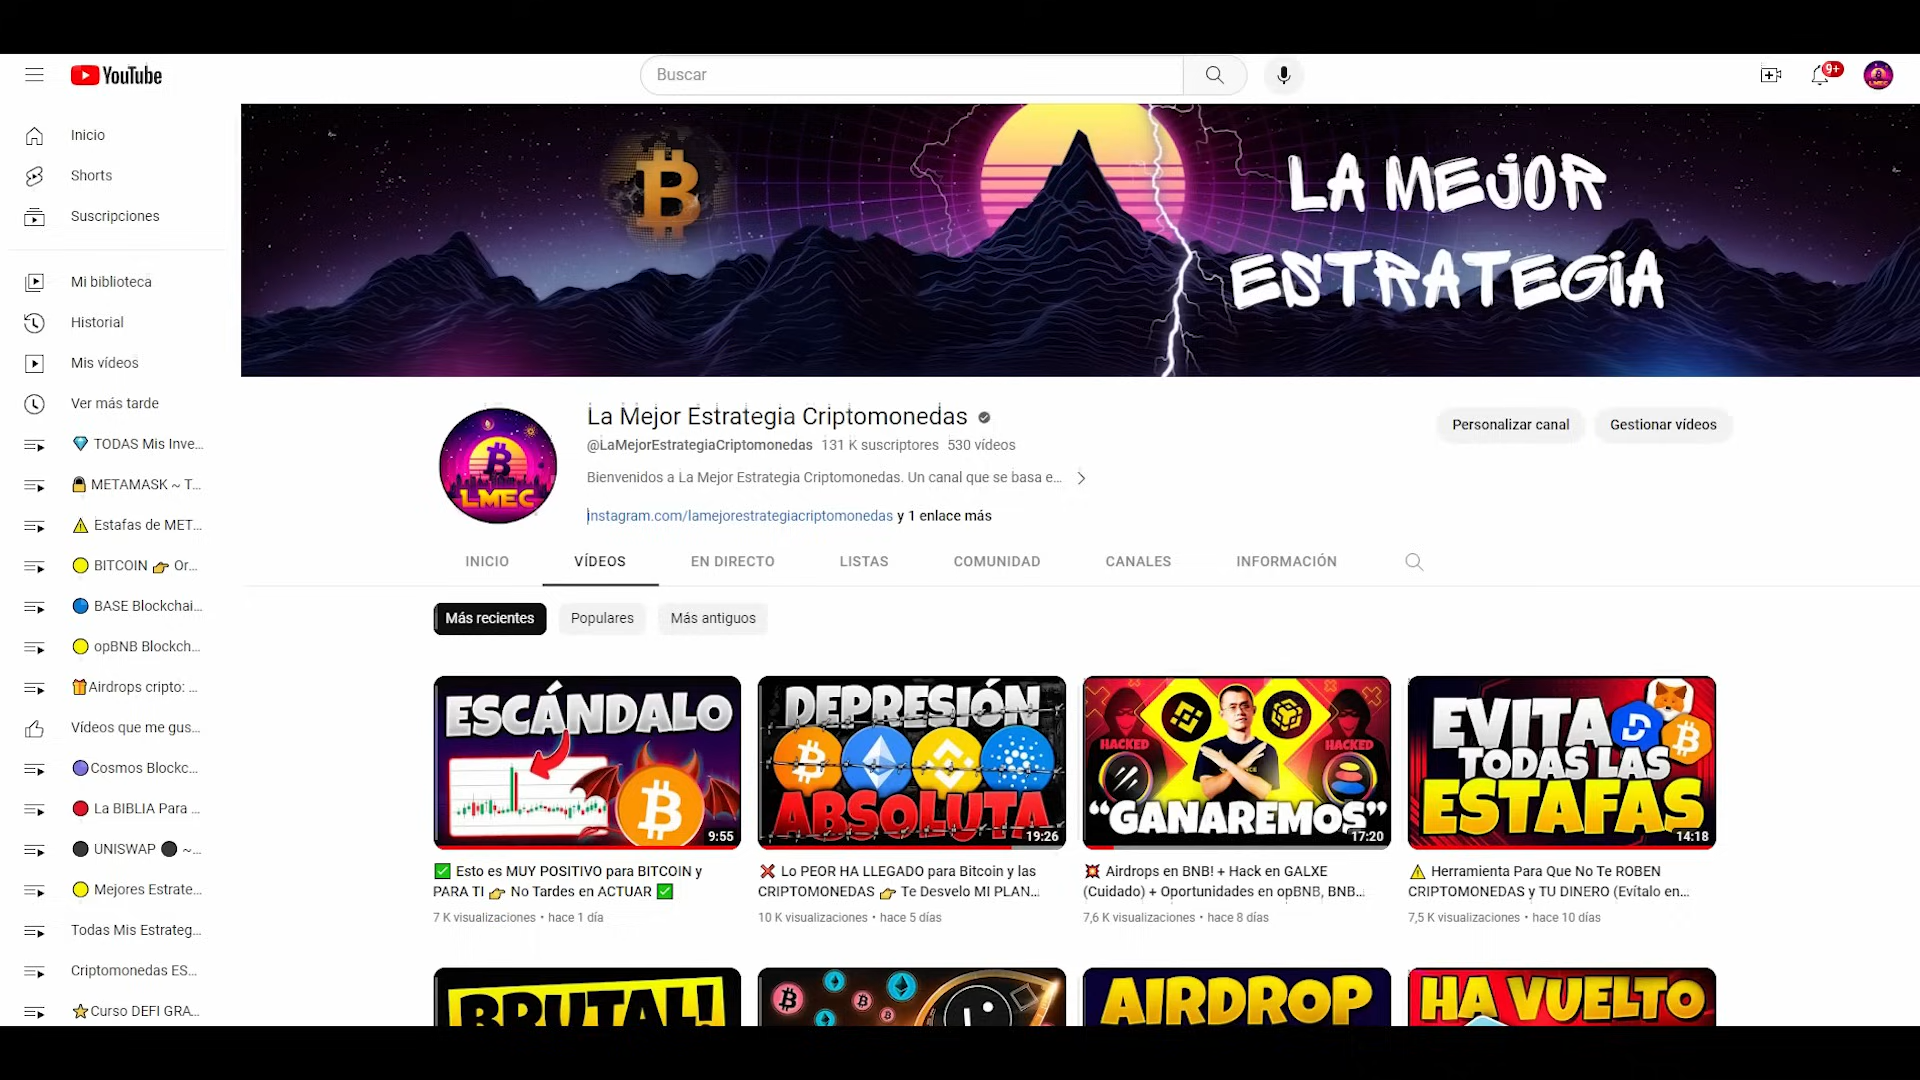 YouTube
Buscar
9+
Inicio
Shorts
Suscripciones
Mi biblioteca
Historial
Mis vídeos
Ver más tarde
💎 TODAS Mis Inve...
🔒 METAMASK ~ T...
⚠️ Estafas de MET...
🟡 BITCOIN 👉 Or...
🔵 BASE Blockchai...
🟡 opBNB Blockch...
🎁Airdrops cripto: ...
Vídeos que me gus...
🟣Cosmos Blockc...
🔴 La BIBLIA Para ...
⚫ UNISWAP ⚫ ~...
🟡 Mejores Estrate...
Todas Mis Estrateg...
Criptomonedas ES...
⭐Curso DEFI GRA...
LA MEJOR
ESTRATEGIA
LMEC
La Mejor Estrategia Criptomonedas
@LaMejorEstrategiaCriptomonedas 131 K suscriptores 530 vídeos
Bienvenidos a La Mejor Estrategia Criptomonedas. Un canal que se basa e...
instagram.com/lamejorestrategiacriptomonedas y 1 enlace más
Personalizar canal
Gestionar vídeos
INICIO VÍDEOS EN DIRECTO LISTAS COMUNIDAD CANALES INFORMACIÓN
Más recientes Populares Más antiguos
ESCÁNDALO
9:55
✅ Esto es MUY POSITIVO para BITCOIN y
PARA TI 👉 No Tardes en ACTUAR ✅
7 K visualizaciones • hace 1 día
DEPRESIÓN
ABSOLUTA
19:26
❌ Lo PEOR HA LLEGADO para Bitcoin y las
CRIPTOMONEDAS 👉 Te Desvelo MI PLAN...
10 K visualizaciones • hace 5 días
HACKED
HACKED
“GANAREMOS”
17:20
💥 Airdrops en BNB! + Hack en GALXE
(Cuidado) + Oportunidades en opBNB, BNB...
7,6 K visualizaciones • hace 8 días
EVITA
TODAS LAS
ESTAFAS
14:18
⚠️ Herramienta Para Que No Te ROBEN
CRIPTOMONEDAS y TU DINERO (Evítalo en...
7,5 K visualizaciones • hace 10 días
BRUTAL!
AIRDROP
HA VUELTO